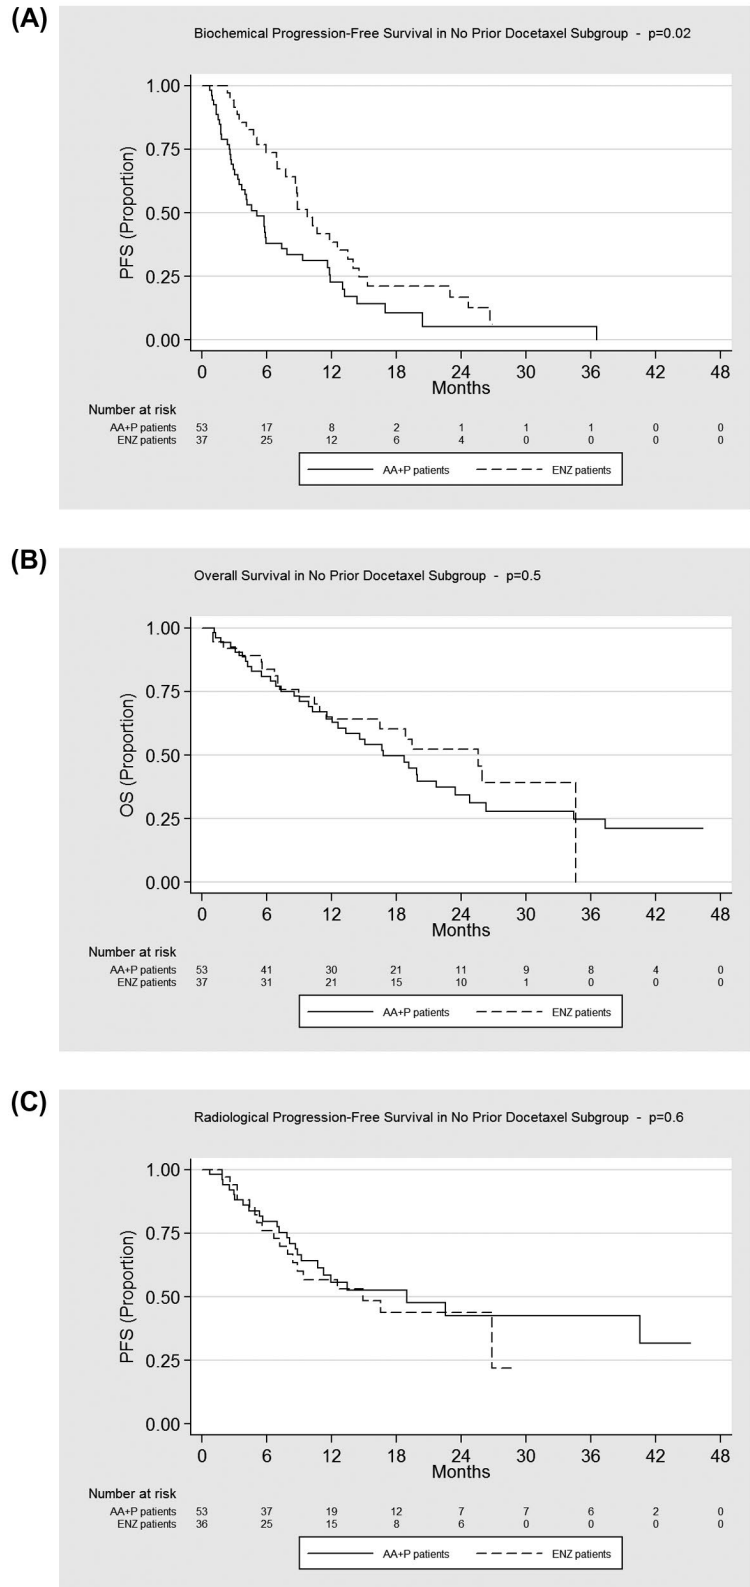 (A)
Biochemical Progression-Free Survival in No Prior Docetaxel Subgroup - p=0.02
1.00
0.75
0.50
0.25
0.00
PFS (Proportion)
0 6 12 18 24 30 36 42 48
Months
Number at risk
AA+P patients 53 17 8 2 1 1 1 0 0
ENZ patients 37 25 12 6 4 0 0 0 0
AA+P patients ENZ patients
(B)
Overall Survival in No Prior Docetaxel Subgroup - p=0.5
1.00
0.75
0.50
0.25
0.00
OS (Proportion)
0 6 12 18 24 30 36 42 48
Months
Number at risk
AA+P patients 53 41 30 21 11 9 8 4 0
ENZ patients 37 31 21 15 10 1 0 0 0
AA+P patients ENZ patients
(C)
Radiological Progression-Free Survival in No Prior Docetaxel Subgroup - p=0.6
1.00
0.75
0.50
0.25
0.00
PFS (Proportion)
0 6 12 18 24 30 36 42 48
Months
Number at risk
AA+P patients 53 37 19 12 7 7 6 2 0
ENZ patients 36 25 15 8 6 0 0 0 0
AA+P patients ENZ patients